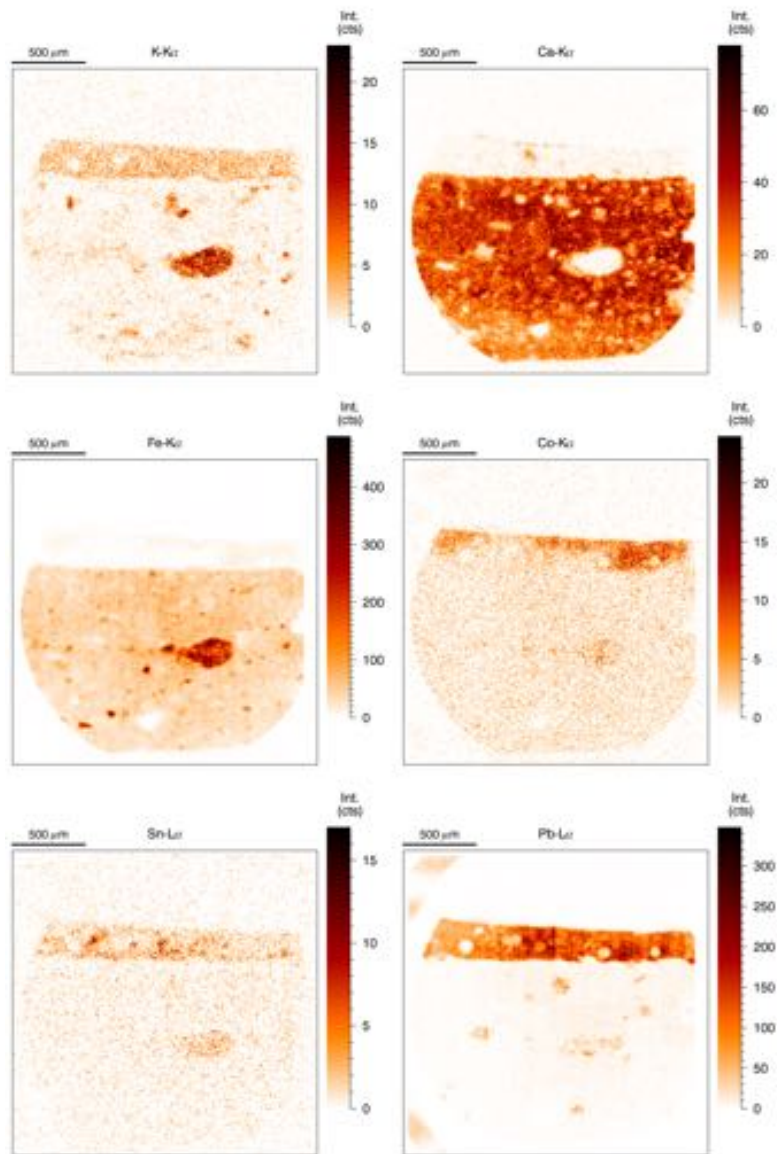 Int.
(cts)
Int.
(cts)
500 μm K-Kα
500 μm Ca-Kα
20
15
10
5
0
60
40
20
0
Int.
(cts)
Int.
(cts)
500 μm Fe-Kα
500 μm Co-Kα
400
300
200
100
0
20
15
10
5
0
Int.
(cts)
Int.
(cts)
500 μm Sn-Lα
500 μm Pb-Lα
15
10
5
0
300
250
200
150
100
50
0